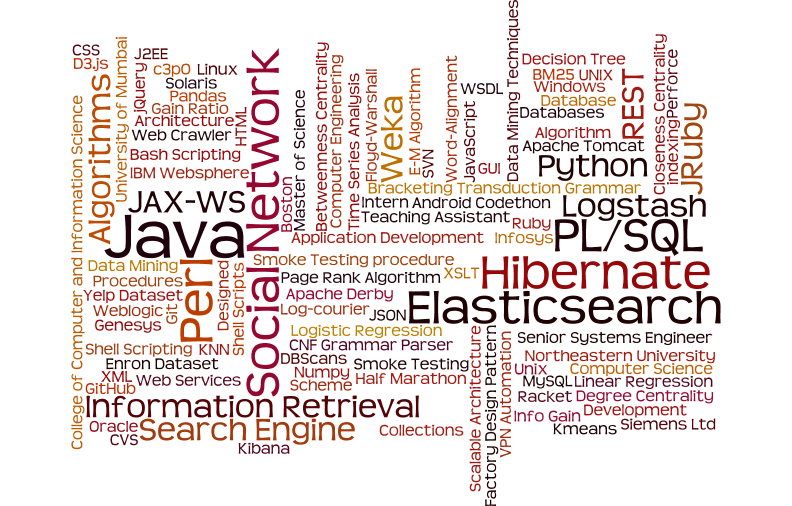 CSS
D3.js
J2EE
c3p0
Linux
Solaris
Pandas
Gain Ratio
Architecture
Web Crawler
jQuery
HTML
University of Mumbai
Algorithms
College of Computer and Information Science
Bash Scripting
IBM Websphere
JAX-WS
Java
Social Network
Boston
Master of Science
Betweenness Centrality
Computer Engineering
Time Series Analysis
Floyd-Warshall
Weka
E-M Algorithm
SVN
Word-Alignment
JavaScript
WSDL
GUI
Data Mining Techniques
Decision Tree
BM25
UNIX
Windows
Database
Databases
REST
Algorithm
Apache Tomcat
Python
Closeness Centrality
indexing
Perforce
JRuby
Bracketing Transduction Grammar
Intern
Android Codethon
Logstash
Teaching Assistant
Ruby
Application Development
Infosys
PL/SQL
Data Mining
Procedures
Yelp Dataset
Weblogic
Genesys
Git
Perl
Designed
Shell Scripts
Smoke Testing procedure
Page Rank Algorithm
XSLT
Hibernate
Apache Derby
Log-courier
JSON
Elasticsearch
Logistic Regression
CNF Grammar Parser
Shell Scripting
KNN
Enron Dataset
XML
Web Services
GitHub
DBScans
Smoke Testing
Numpy
Half Marathon
Scheme
Scalable Architecture
Factory Design Pattern
VPN Automation
Senior Systems Engineer
Northeastern University
Unix
Computer Science
MySQL
Linear Regression
Racket
Degree Centrality
Info Gain
Development
Kmeans
Siemens Ltd
Information Retrieval
Oracle
CVS
Search Engine
Collections
Kibana